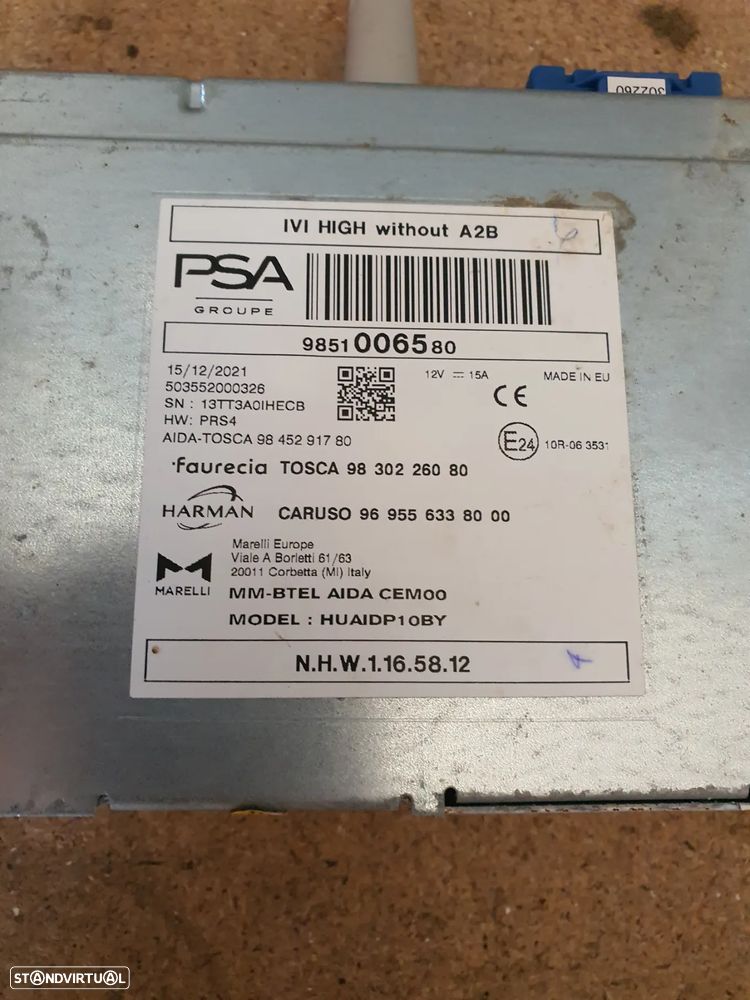 302260
IVI HIGH without A2B
PSA
GROUPE
9851006580
15/12/2021
503552000326
SN : 13TT3A0IHECB
HW: PRS4
AIDA-TOSCA 98 452 917 80
12V ⎓ 15A
MADE IN EU
CE
E24
10R-06 3531
faurecia TOSCA 98 302 260 80
HARMAN CARUSO 96 955 633 80 00
MARELLI
Marelli Europe
Viale A Borletti 61/63
20011 Corbetta (MI) Italy
MM-BTEL AIDA CEM00
MODEL : HUAIDP10BY
N.H.W.1.16.58.12
STANDVIRTUAL